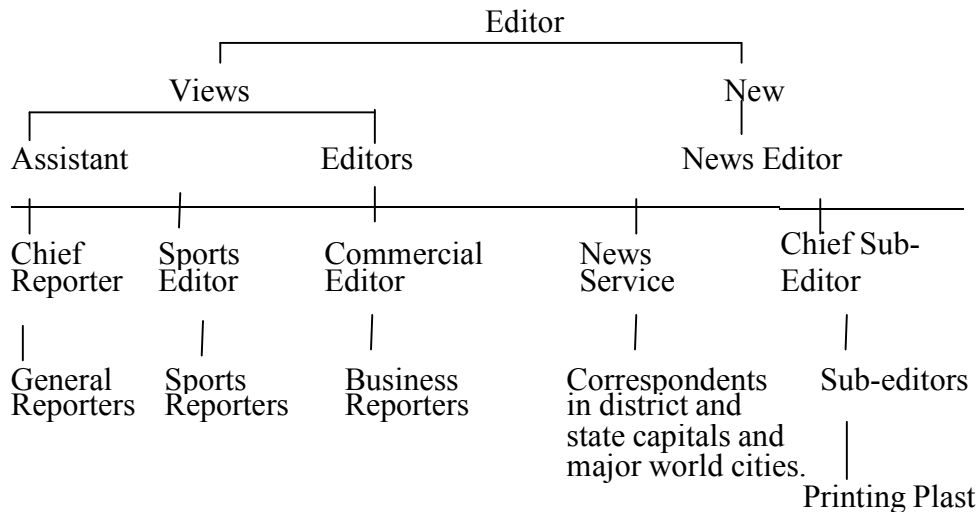 Editor
Views New
Assistant Editors News Editor
Chief Reporter
Sports Editor
Commercial Editor
News Service
Chief Sub-
Editor
General Reporters
Sports Reporters
Business Reporters
Correspondents
in district and
state capitals and
major world cities.
Sub-editors
Printing Plast